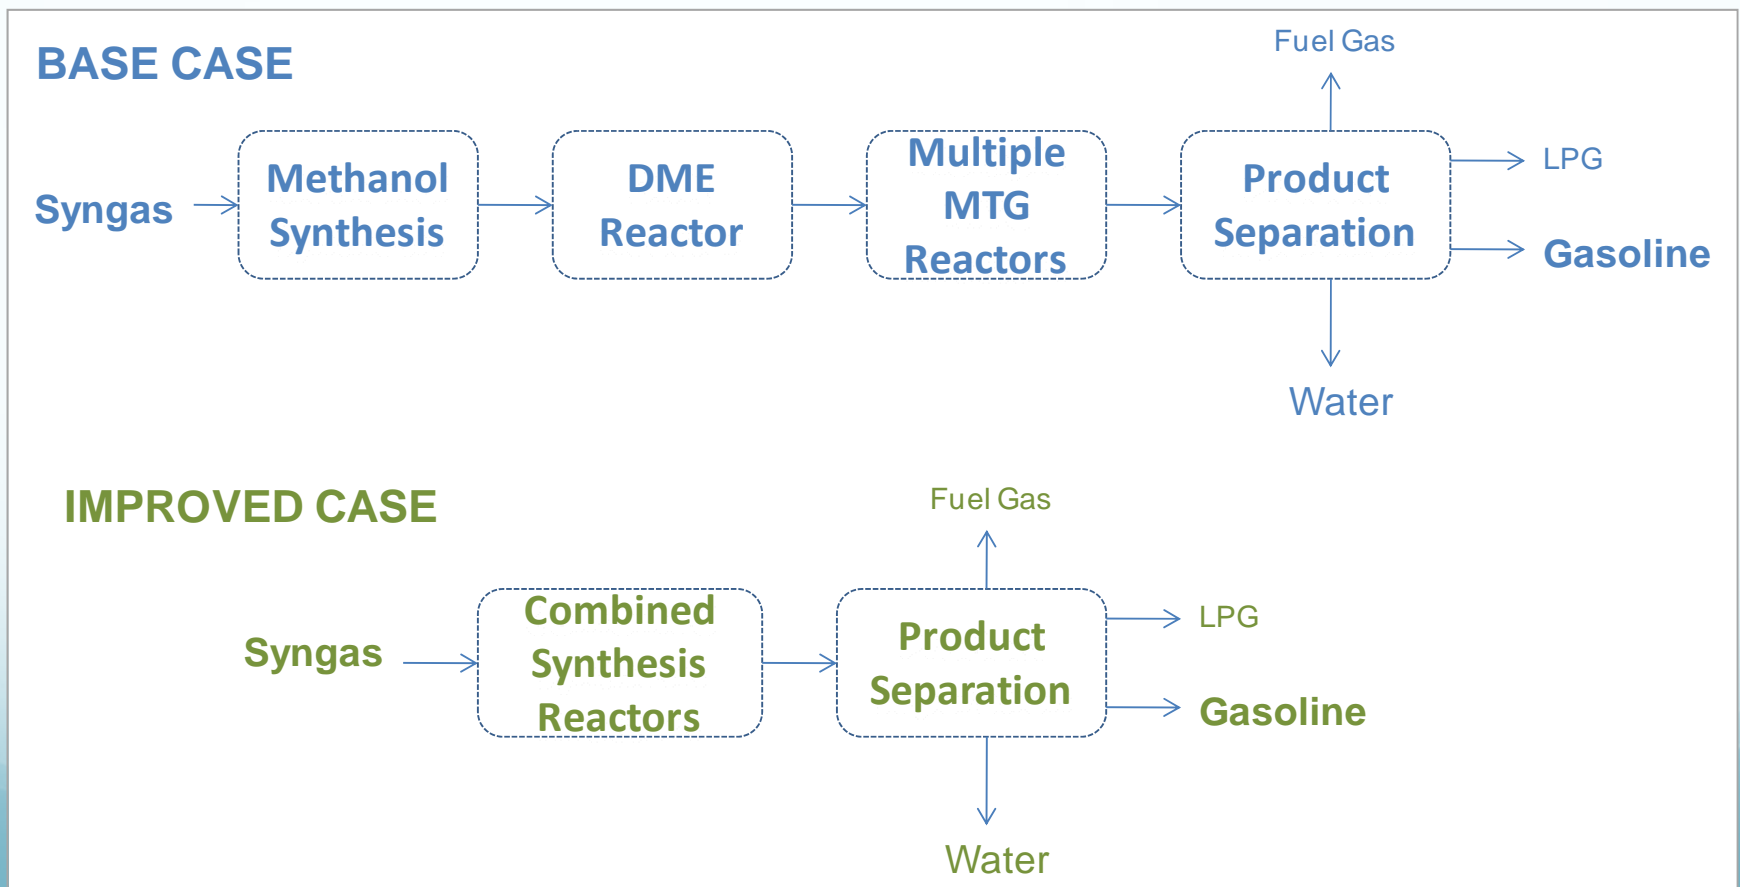 BASE CASE
Fuel Gas
Syngas
Methanol
Synthesis
DME
Reactor
Multiple
MTG
Reactors
Product
Separation
LPG
Gasoline
Water
IMPROVED CASE
Fuel Gas
Syngas
Combined
Synthesis
Reactors
Product
Separation
LPG
Gasoline
Water